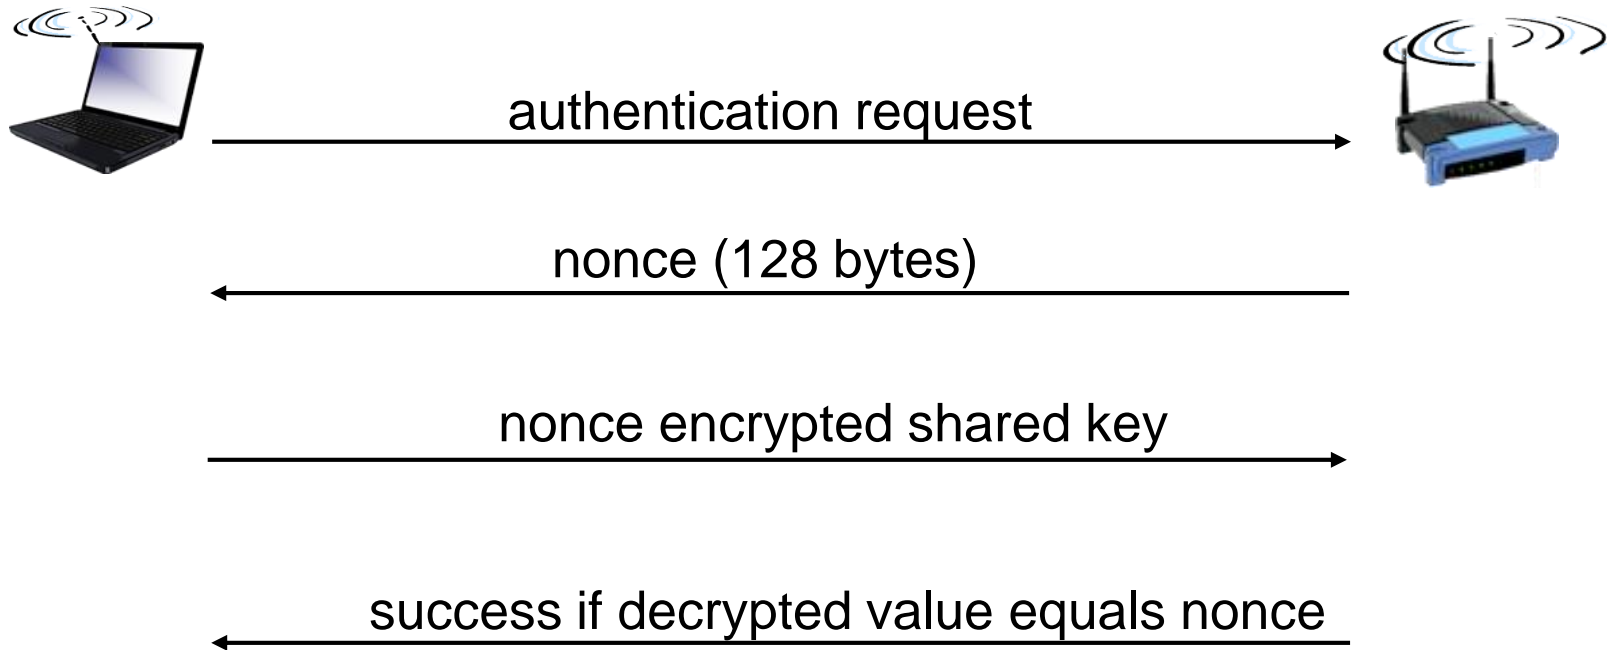 authentication request
nonce (128 bytes)
nonce encrypted shared key
success if decrypted value equals nonce